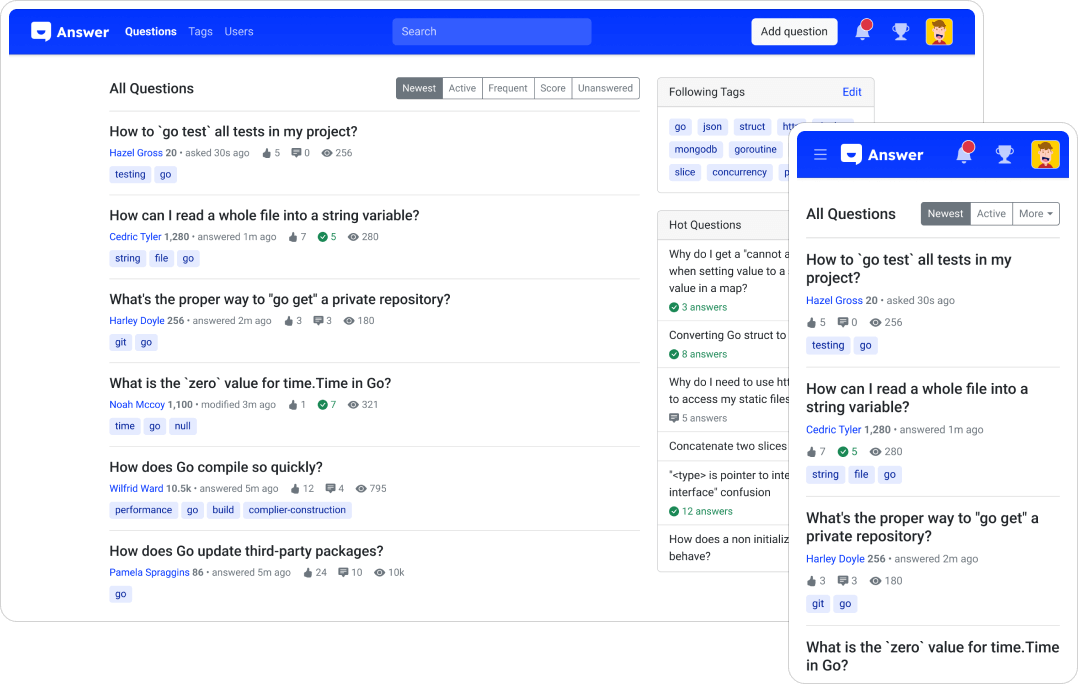 Answer Questions Tags Users Search Add question
All Questions
Newest Active Frequent Score Unanswered
How to `go test` all tests in my project?
Hazel Gross 20 • asked 30s ago 5 0 256
testing go
How can I read a whole file into a string variable?
Cedric Tyler 1,280 • answered 1m ago 7 5 280
string file go
What's the proper way to "go get" a private repository?
Harley Doyle 256 • answered 2m ago 3 3 180
git go
What is the `zero` value for time.Time in Go?
Noah Mccoy 1,100 • modified 3m ago 1 7 321
time go null
How does Go compile so quickly?
Wilfrid Ward 10.5k • answered 5m ago 12 4 795
performance go build complier-construction
How does Go update third-party packages?
Pamela Spraggins 86 • answered 5m ago 24 10 10k
go
Following Tags Edit
go json struct
mongodb goroutine
slice concurrency
Hot Questions
Why do I get a "cannot a
when setting value to a
value in a map?
3 answers
Converting Go struct to
8 answers
Why do I need to use htt
to access my static files
5 answers
Concatenate two slices
"<type> is pointer to inte
interface" confusion
12 answers
How does a non initializ
behave?
Answer
All Questions
Newest Active More
How to `go test` all tests in my
project?
Hazel Gross 20 • asked 30s ago
5 0 256
testing go
How can I read a whole file into a
string variable?
Cedric Tyler 1,280 • answered 1m ago
7 5 280
string file go
What's the proper way to "go get" a
private repository?
Harley Doyle 256 • answered 2m ago
3 3 180
git go
What is the `zero` value for time.Time
in Go?